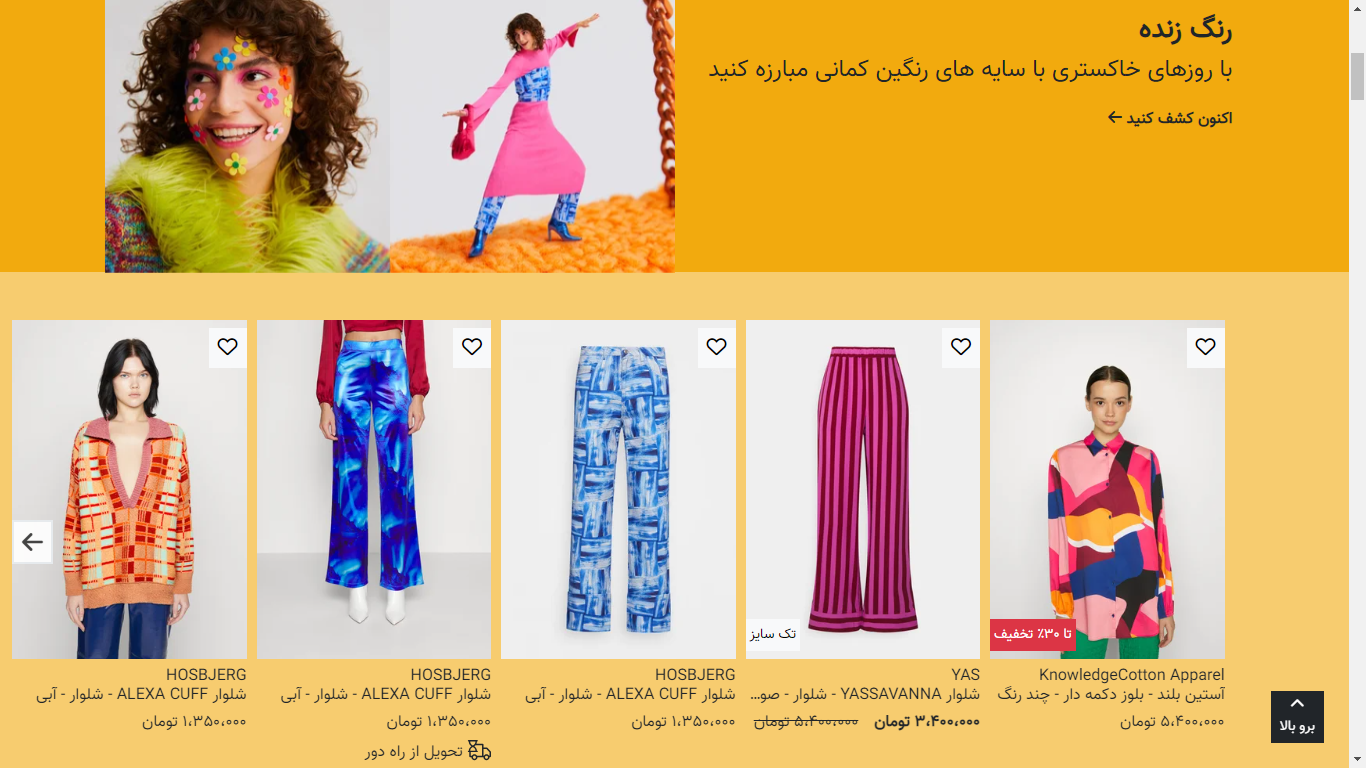 رنگ زنده
با روزهای خاکستری با سایه های رنگین کمانی مبارزه کنید
اکنون کشف کنید
تا ۳۰٪ تخفیف
KnowledgeCotton Apparel
آستین بلند - بلوز دکمه دار - چند رنگ
۵،۴۰۰،۰۰۰ تومان
تک سایز
YAS
شلوار YASSAVANNA - شلوار - صو...
۳،۴۰۰،۰۰۰ تومان ۵،۴۰۰،۰۰۰ تومان
HOSBJERG
شلوار ALEXA CUFF - شلوار - آبی
۱،۳۵۰،۰۰۰ تومان
HOSBJERG
شلوار ALEXA CUFF - شلوار - آبی
۱،۳۵۰،۰۰۰ تومان
تحویل از راه دور
HOSBJERG
شلوار ALEXA CUFF - شلوار - آبی
۱،۳۵۰،۰۰۰ تومان
برو بالا